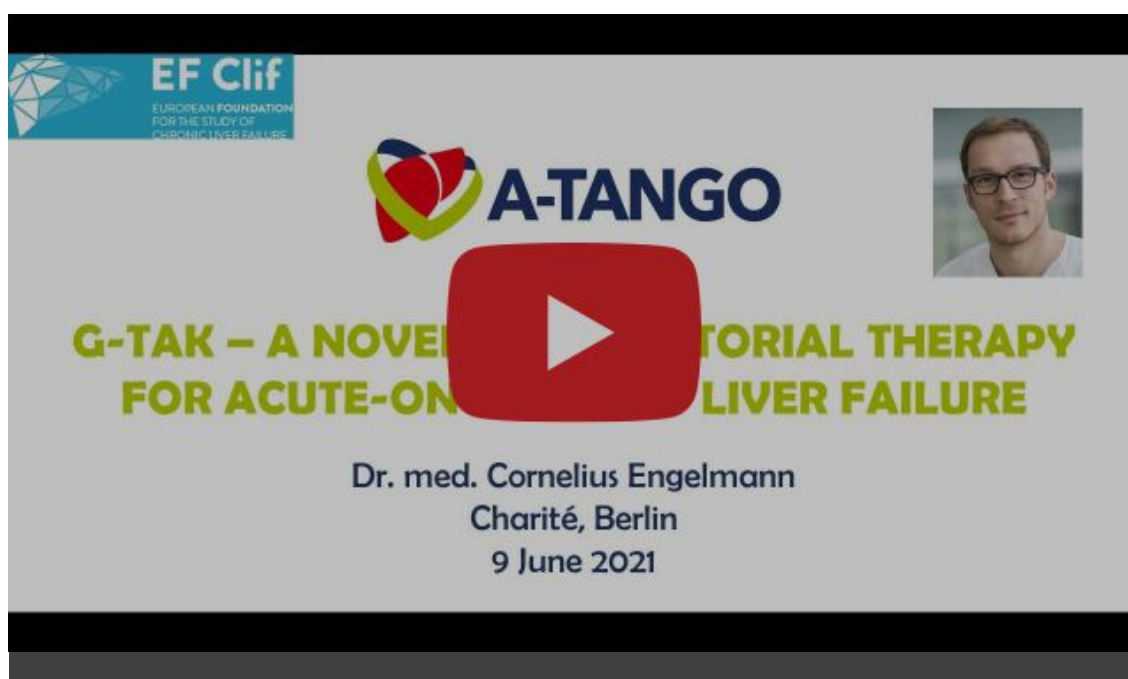 EF Clif
EUROPEAN FOUNDATION
FOR THE STUDY OF
CHRONIC LIVER FAILURE
A-TANGO
G-TAK – A NOVEL TORIAL THERAPY
FOR ACUTE-ON LIVER FAILURE
Dr. med. Cornelius Engelmann
Charité, Berlin
9 June 2021